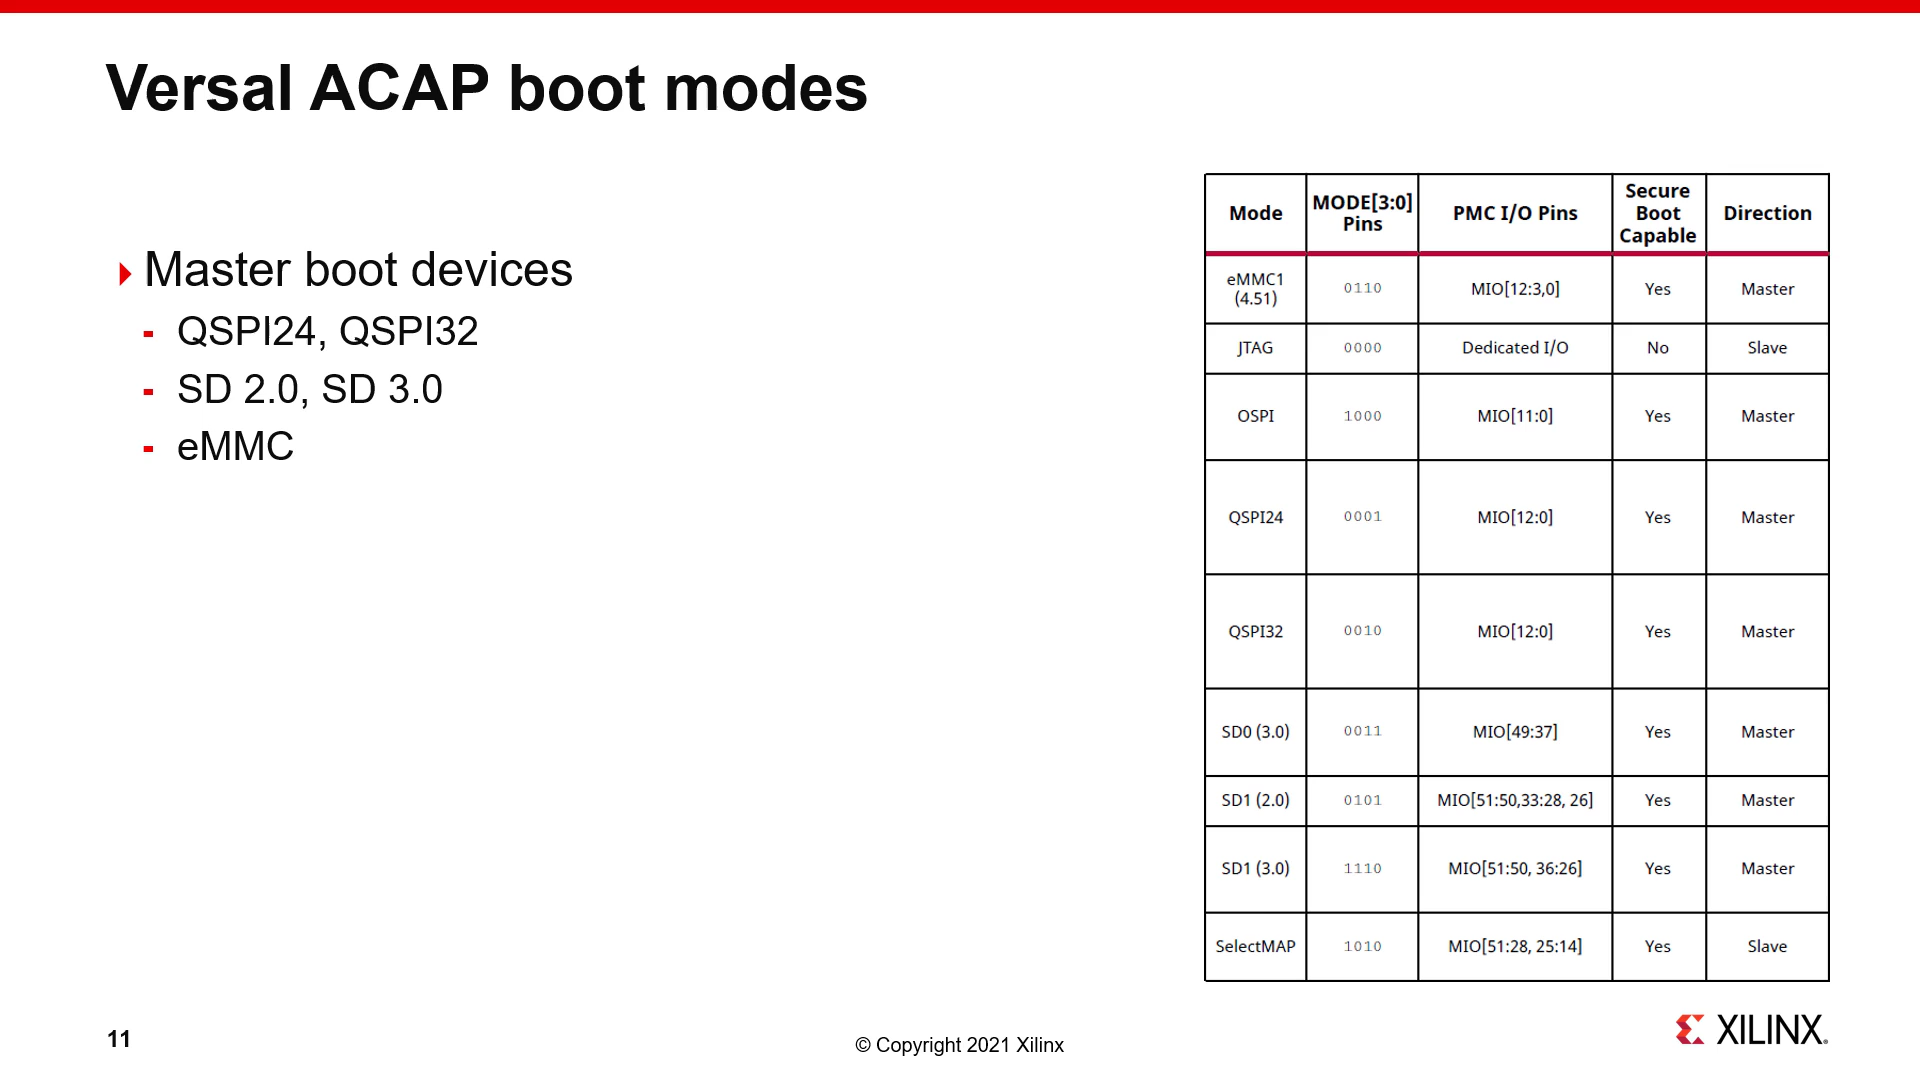 Versal ACAP boot modes
Master boot devices
- QSPI24, QSPI32
- SD 2.0, SD 3.0
- eMMC
Mode MODE[3:0] Pins PMC I/O Pins Secure Boot Capable Direction
eMMC1 (4.51) 0110 MIO[12:3,0] Yes Master
JTAG 0000 Dedicated I/O No Slave
OSPI 1000 MIO[11:0] Yes Master
QSPI24 0001 MIO[12:0] Yes Master
QSPI32 0010 MIO[12:0] Yes Master
SD0 (3.0) 0011 MIO[49:37] Yes Master
SD1 (2.0) 0101 MIO[51:50,33:28, 26] Yes Master
SD1 (3.0) 1110 MIO[51:50, 36:26] Yes Master
SelectMAP 1010 MIO[51:28, 25:14] Yes Slave
11
© Copyright 2021 Xilinx
XILINX.